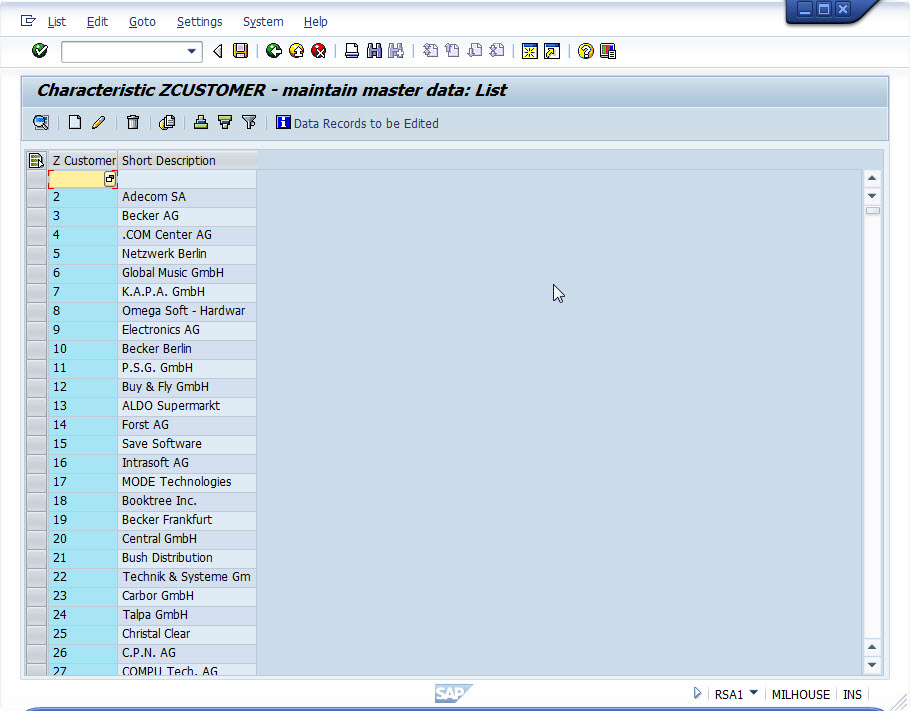 List Edit Goto Settings System Help
Characteristic ZCUSTOMER - maintain master data: List
Data Records to be Edited
Z Customer Short Description
2 Adecom SA
3 Becker AG
4 .COM Center AG
5 Netzwerk Berlin
6 Global Music GmbH
7 K.A.P.A. GmbH
8 Omega Soft - Hardwar
9 Electronics AG
10 Becker Berlin
11 P.S.G. GmbH
12 Buy & Fly GmbH
13 ALDO Supermarkt
14 Forst AG
15 Save Software
16 Intrasoft AG
17 MODE Technologies
18 Booktree Inc.
19 Becker Frankfurt
20 Central GmbH
21 Bush Distribution
22 Technik & Systeme Gm
23 Carbor GmbH
24 Talpa GmbH
25 Christal Clear
26 C.P.N. AG
27 COMPU Tech. AG
SAP RSA1 MILHOUSE INS